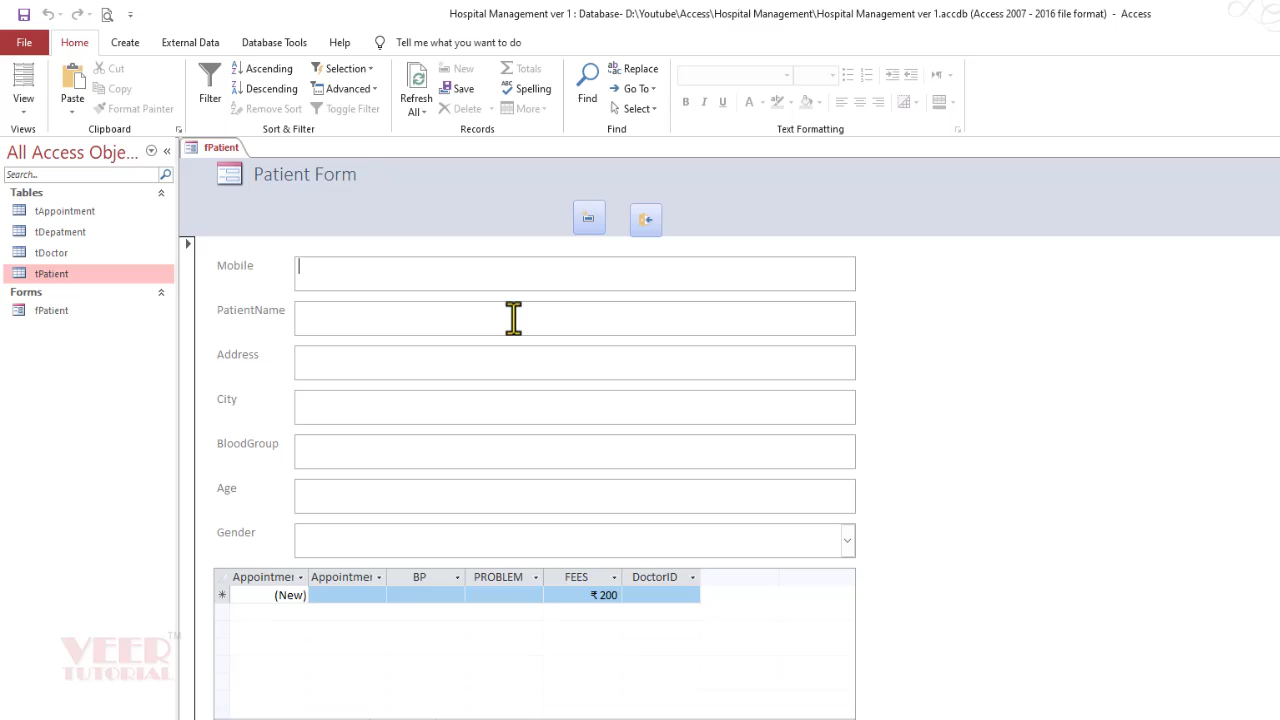 Hospital Management ver 1 : Database- D:\Youtube\Access\Hospital Management\Hospital Management ver 1.accdb (Access 2007 - 2016 file format) - Access
File Home Create External Data Database Tools Help Tell me what you want to do
View
Views
Paste
Cut
Copy
Format Painter
Clipboard
Filter
Ascending
Descending
Remove Sort
Selection
Advanced
Toggle Filter
Sort & Filter
Refresh
All
New
Save
Delete
Totals
Spelling
More
Records
Find
Replace
Go To
Select
Find
B I U A
Text Formatting
All Access Obje...
Search..
Tables
tAppointment
tDepatment
tDoctor
tPatient
Forms
fPatient
fPatient
Patient Form
Mobile
PatientName
Address
City
BloodGroup
Age
Gender
Appointmer Appointmer BP PROBLEM FEES DoctorID
(New) ₹ 200
VEER TM
TUTORIAL